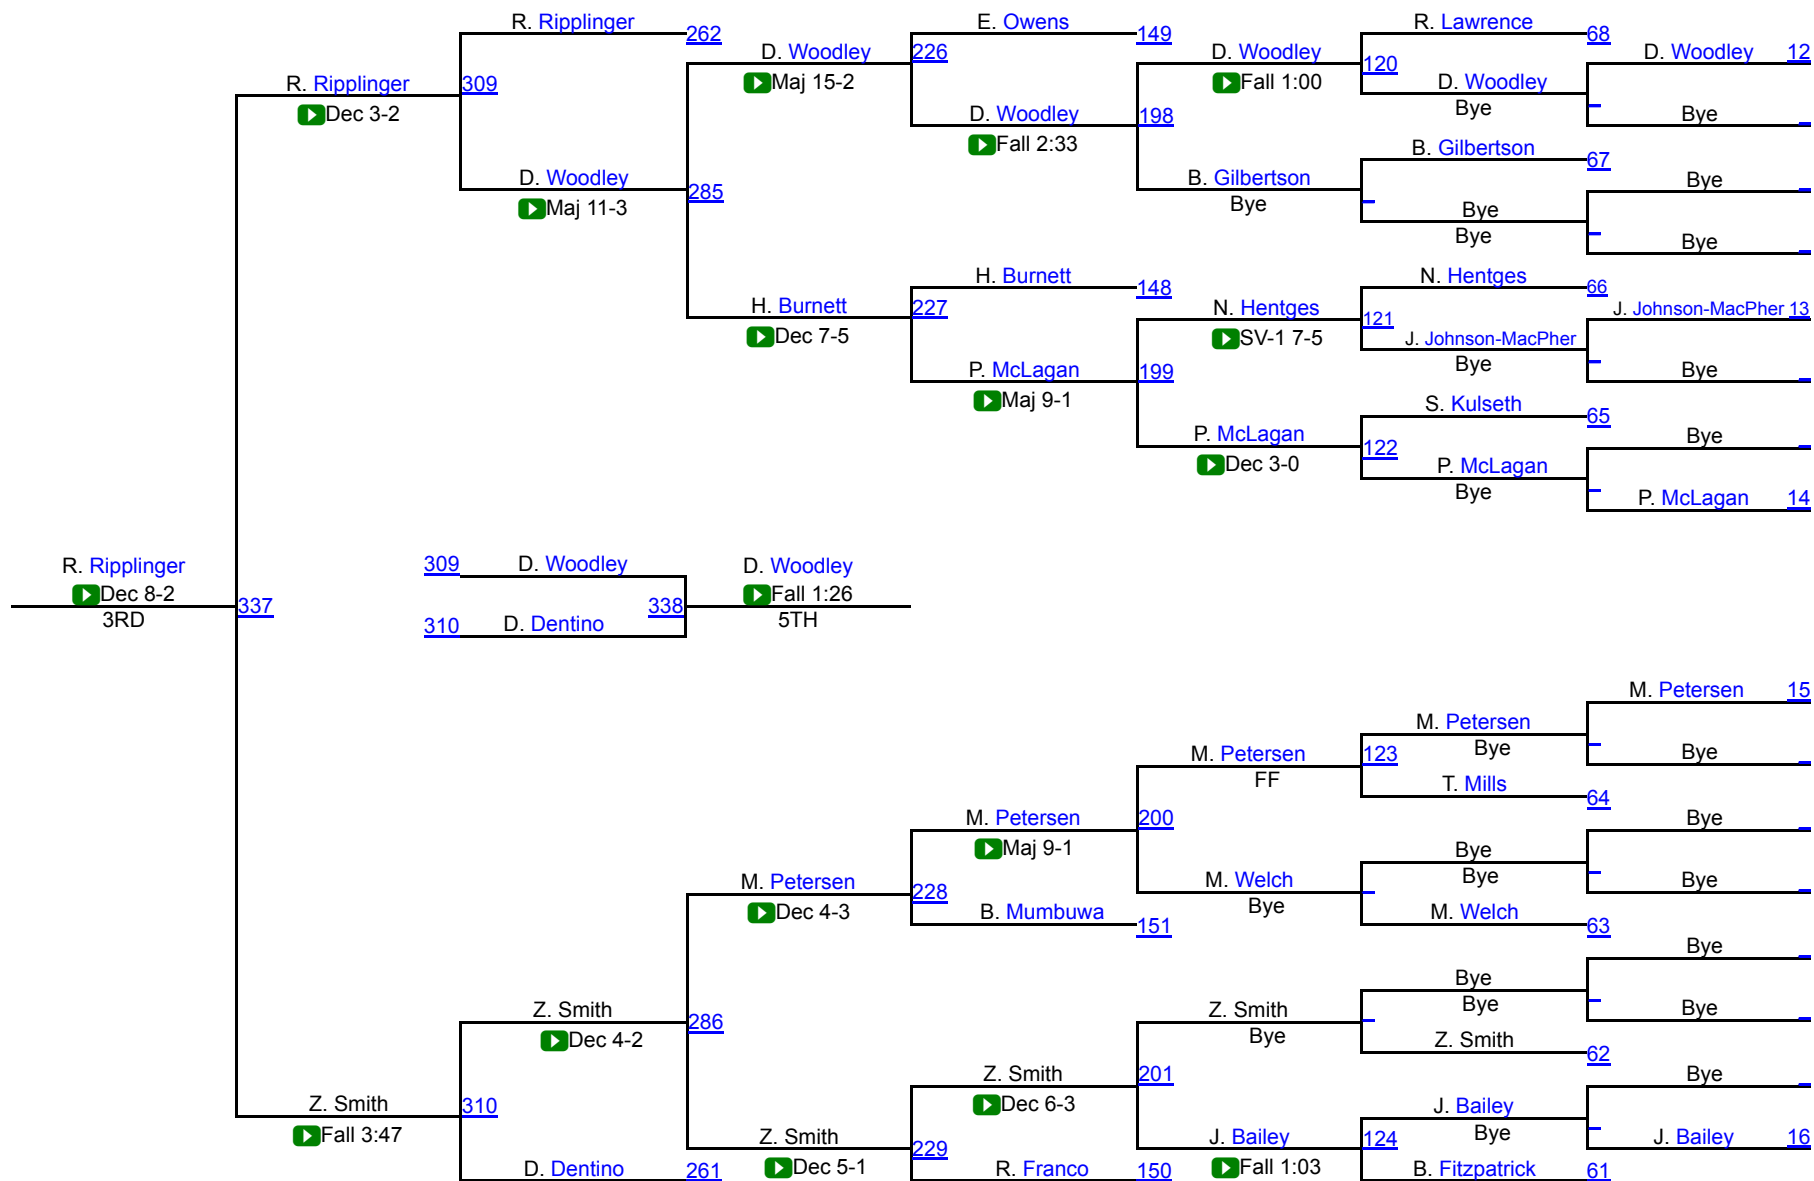 R. Ripplinger
E. Owens
R. Lawrence
262
149
68
D. Woodley
D. Woodley
D. Woodley 12
226
120
R. Ripplinger
309
Maj 15-2
Fall 1:00
D. Woodley
Dec 3-2
D. Woodley
198
Bye
Bye
Fall 2:33
B. Gilbertson
67
D. Woodley
285
B. Gilbertson
Bye
Maj 11-3
Bye
Bye
Bye
Bye
H. Burnett
N. Hentges
148
66
H. Burnett
227
N. Hentges
121
J. Johnson-MacPher 13
Dec 7-5
SV-1 7-5
J. Johnson-MacPher
P. McLagan
199
Bye
Bye
Maj 9-1
S. Kulseth
65
P. McLagan
122
Bye
Dec 3-0
P. McLagan
Bye
P. McLagan 14
R. Ripplinger
309
D. Woodley
D. Woodley
Dec 8-2
Fall 1:26
337
338
3RD
310
D. Dentino
5TH
M. Petersen 15
M. Petersen
M. Petersen
123
Bye
Bye
FF
T. Mills
64
M. Petersen
200
Bye
Maj 9-1
Bye
M. Petersen
228
M. Welch
Bye
Bye
Dec 4-3
B. Mumbuwa
Bye
M. Welch
151
63
Bye
Bye
Z. Smith
286
Z. Smith
Bye
Bye
Dec 4-2
Bye
Z. Smith
62
Z. Smith
201
Bye
Z. Smith
310
Dec 6-3
J. Bailey
Fall 3:47
Z. Smith
229
J. Bailey
124
Bye
J. Bailey 16
Dec 5-1
Fall 1:03
D. Dentino
261
R. Franco
150
B. Fitzpatrick
61